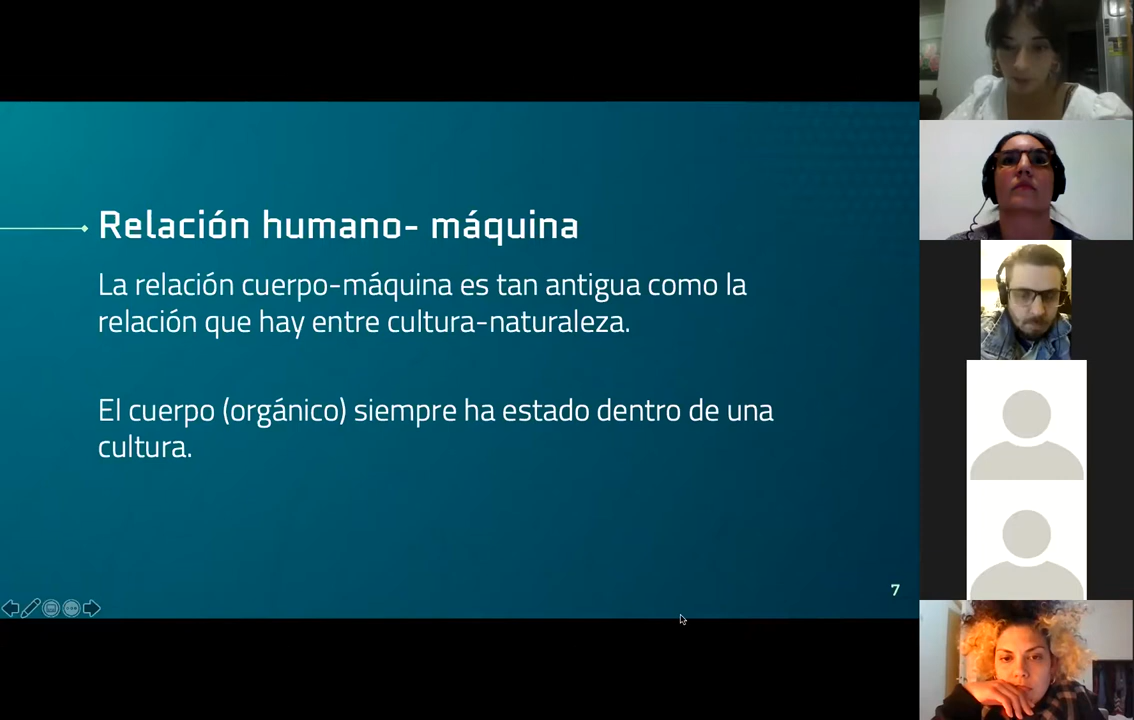 Relación humano- máquina
La relación cuerpo-máquina es tan antigua como la
relación que hay entre cultura-naturaleza.
El cuerpo (orgánico) siempre ha estado dentro de una
cultura.
7